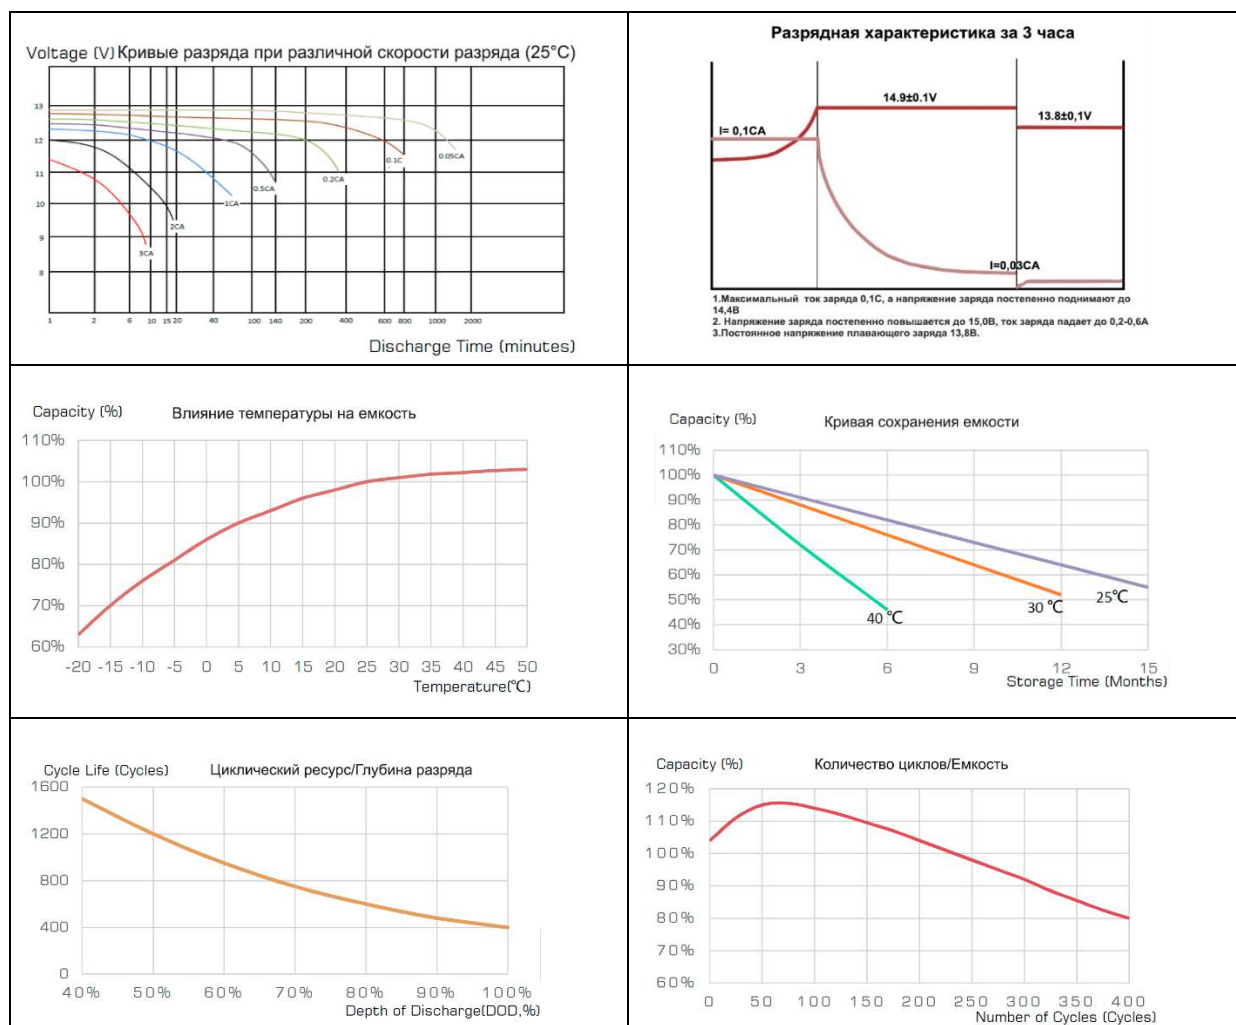 Voltage (V) Кривые разряда при различной скорости разряда (25°C)
13
12
11
10
9
8
3CA
2CA
1CA
0.5CA
0.2CA
0.1C
0.05CA
1 2 6 10 15 20 40 100 140 200 400 600 800 1000 2000
Discharge Time (minutes)
Разрядная характеристика за 3 часа
14.9±0.1V
13.8±0,1V
I= 0,1CA
I=0,03CA
1.Максимальный ток заряда 0,1С, а напряжение заряда постепенно поднимают до
14,4В
2. Напряжение заряда постепенно повышается до 15,0В, ток заряда падает до 0,2-0,6А
3.Постоянное напряжение плавающего заряда 13,8В.
Capacity (%) Влияние температуры на емкость
110%
100%
90%
80%
70%
60%
-20 -15 -10 -5 0 5 10 15 20 25 30 35 40 45 50
Temperature(℃)
Capacity (%) Кривая сохранения емкости
110%
100%
90%
80%
70%
60%
50%
40%
30%
40 ℃
30 ℃
25℃
0 3 6 9 12 15
Storage Time (Months)
Cycle Life (Cycles) Циклический ресурс/Глубина разряда
1600
1200
800
400
0
40% 50% 60% 70% 80% 90% 100%
Depth of Discharge(DOD,%)
Capacity (%) Количество циклов/Емкость
120%
110%
100%
90%
80%
70%
60%
0 50 100 150 200 250 300 350 400
Number of Cycles (Cycles)